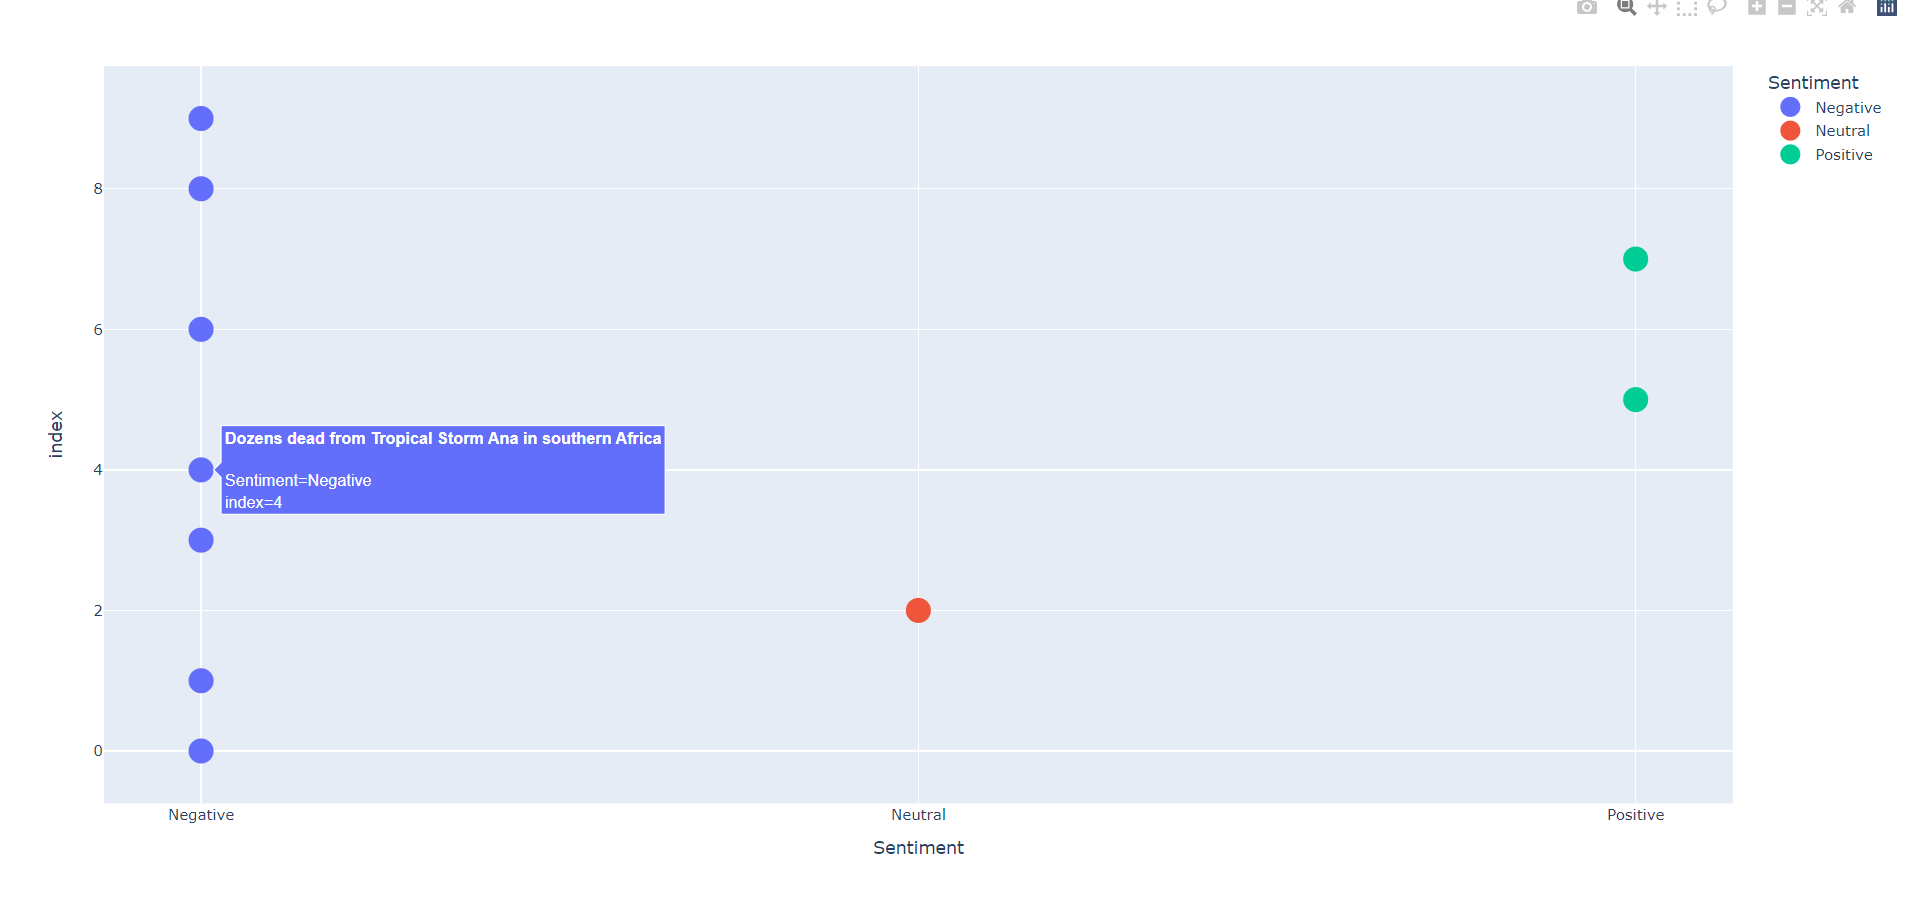 Sentiment
Negative
Neutral
Positive
8
6
4
2
0
index
Dozens dead from Tropical Storm Ana in southern Africa
Sentiment=Negative
index=4
Negative
Neutral
Positive
Sentiment